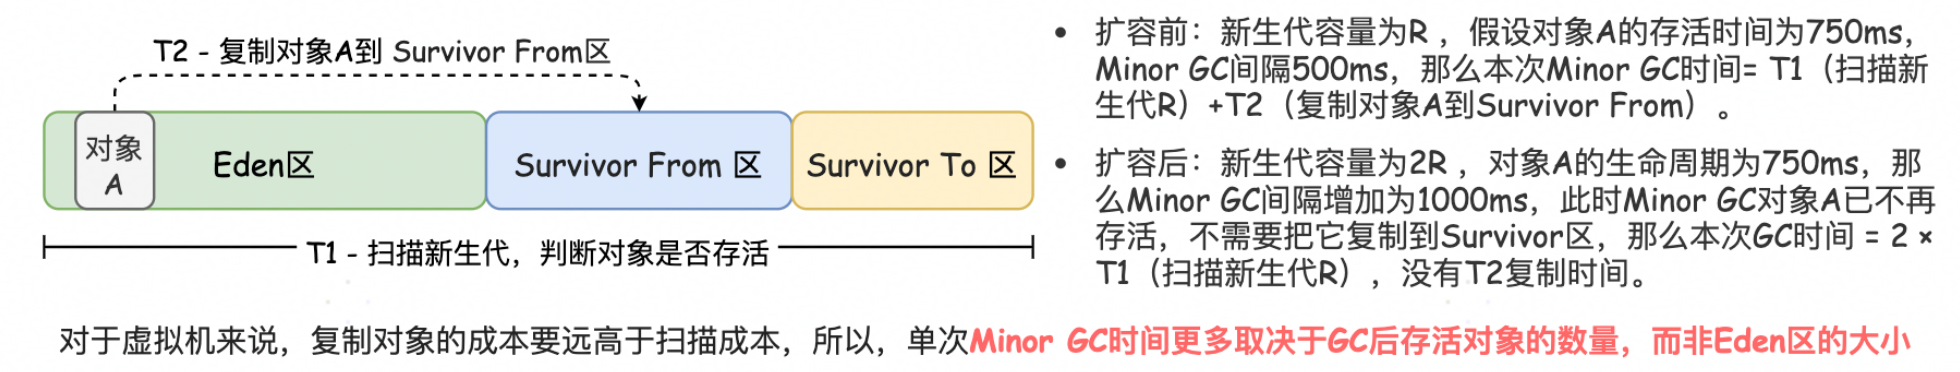 T2 - 复制对象A到 Survivor From区
对象
A
Eden区
Survivor From 区
Survivor To 区
T1 - 扫描新生代，判断对象是否存活
• 扩容前：新生代容量为R ，假设对象A的存活时间为750ms，
Minor GC间隔500ms，那么本次Minor GC时间= T1（扫描新
生代R）+T2（复制对象A到Survivor From）。
• 扩容后：新生代容量为2R ，对象A的生命周期为750ms，那
么Minor GC间隔增加为1000ms，此时Minor GC对象A已不再
存活，不需要把它复制到Survivor区，那么本次GC时间 = 2 ×
T1（扫描新生代R），没有T2复制时间。
对于虚拟机来说，复制对象的成本要远高于扫描成本，所以，单次Minor GC时间更多取决于GC后存活对象的数量，而非Eden区的大小